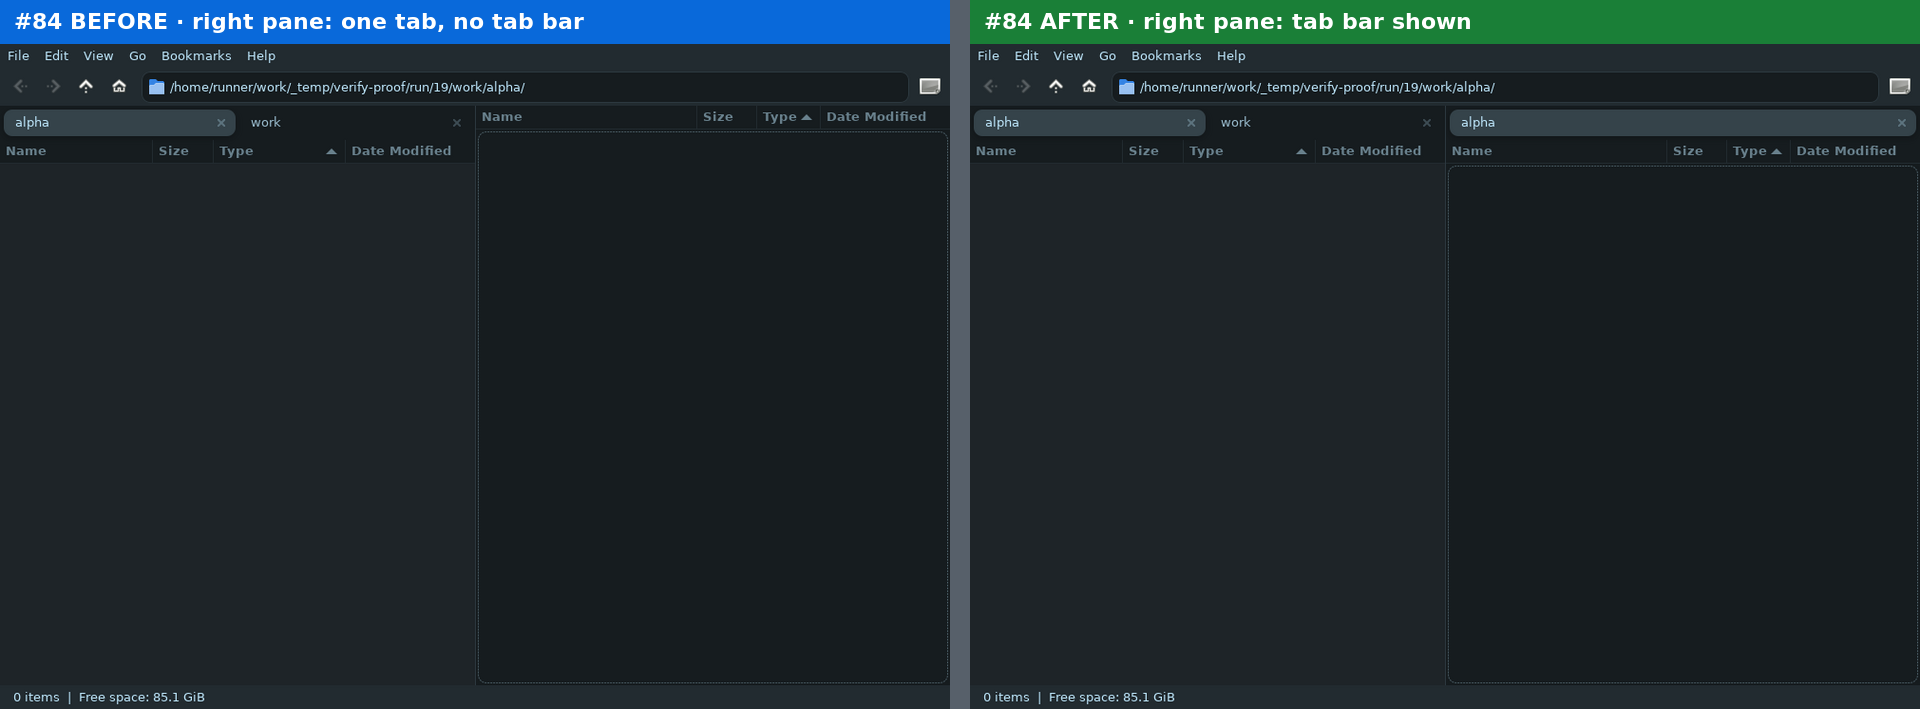 #84 BEFORE · right pane: one tab, no tab bar
File Edit View Go Bookmarks Help
/home/runner/work/_temp/verify-proof/run/19/work/alpha/
alpha work
Name Size Type Date Modified
Name Size Type Date Modified
0 items | Free space: 85.1 GiB
#84 AFTER · right pane: tab bar shown
File Edit View Go Bookmarks Help
/home/runner/work/_temp/verify-proof/run/19/work/alpha/
alpha work
Name Size Type Date Modified
alpha
Name Size Type Date Modified
0 items | Free space: 85.1 GiB